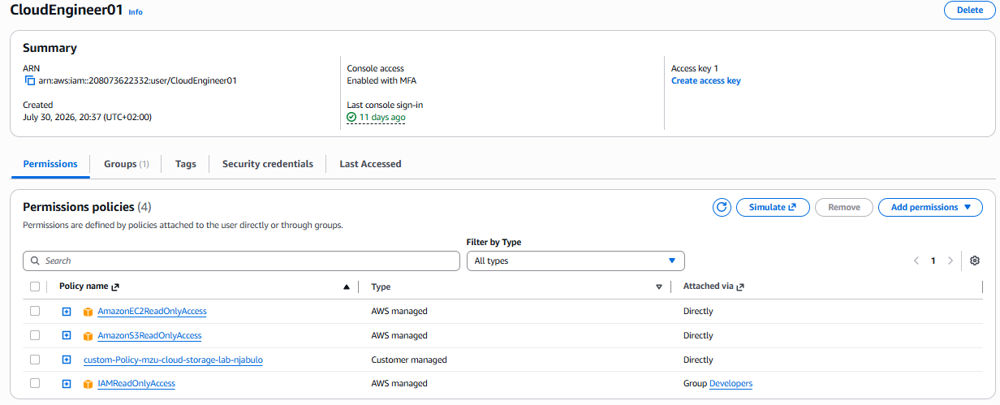 CloudEngineer01 Info
Delete
Summary
ARN
arn:aws:iam::208073622332:user/CloudEngineer01
Created
July 30, 2026, 20:37 (UTC+02:00)
Console access
Enabled with MFA
Last console sign-in
11 days ago
Access key 1
Create access key
Permissions Groups (1) Tags Security credentials Last Accessed
Permissions policies (4)
Simulate Remove Add permissions
Permissions are defined by policies attached to the user directly or through groups.
Filter by Type
Search All types 1
Policy name Type Attached via
AmazonEC2ReadOnlyAccess AWS managed Directly
AmazonS3ReadOnlyAccess AWS managed Directly
custom-Policy-mzu-cloud-storage-lab-njabulo Customer managed Directly
IAMReadOnlyAccess AWS managed Group Developers